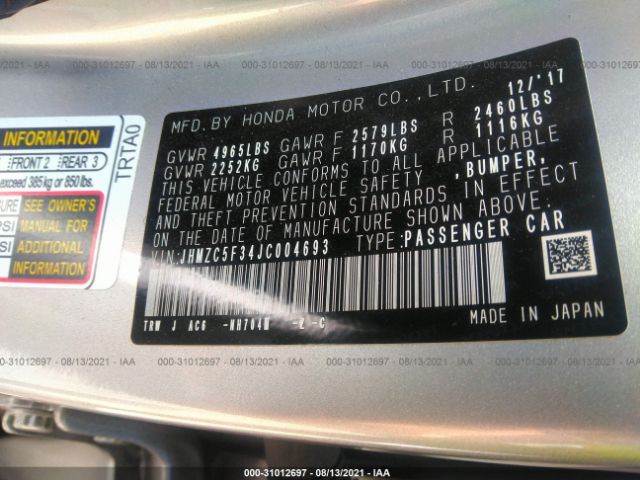 000-31012697 - 08/13/2021 - IAA
MFD. BY HONDA MOTOR CO., LTD. 12/'17
GVWR 4965LBS GAWR F 2579LBS R 2460LBS
GVWR 2252KG GAWR F 1170KG R 1116KG
THIS VEHICLE CONFORMS TO ALL APPLICABLE
FEDERAL MOTOR VEHICLE SAFETY ,BUMPER,
AND THEFT PREVENTION STANDARDS IN EFFECT
ON THE DATE OF MANUFACTURE SHOWN ABOVE.
VIN:JHMZC5F34JC004693 TYPE:PASSENGER CAR
TRW J AC6 -NH704M -Z -C
MADE IN JAPAN
INFORMATION
FRONT 2 REAR 3
exceed 385 kg or 850 lbs.
SEE OWNER'S
MANUAL FOR
ADDITIONAL
INFORMATION
TRTA0
000-31012697 - 08/13/2021 - IAA